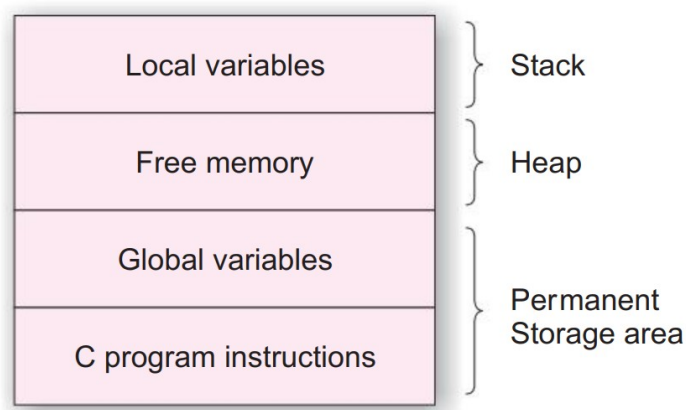 Local variables
Stack
Free memory
Heap
Global variables
C program instructions
Permanent
Storage area